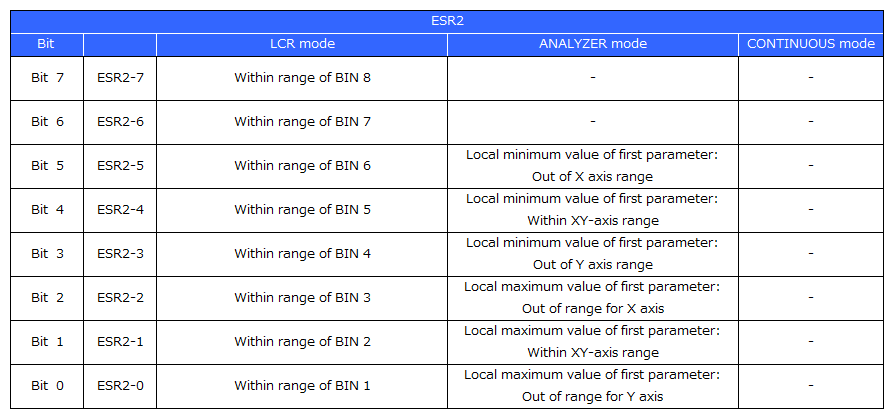 ESR2
Bit LCR mode ANALYZER mode CONTINUOUS mode
Bit 7 ESR2-7 Within range of BIN 8 - -
Bit 6 ESR2-6 Within range of BIN 7 - -
Bit 5 ESR2-5 Within range of BIN 6 Local minimum value of first parameter: -
Out of X axis range
Bit 4 ESR2-4 Within range of BIN 5 Local minimum value of first parameter: -
Within XY-axis range
Bit 3 ESR2-3 Within range of BIN 4 Local minimum value of first parameter: -
Out of Y axis range
Bit 2 ESR2-2 Within range of BIN 3 Local maximum value of first parameter: -
Out of range for X axis
Bit 1 ESR2-1 Within range of BIN 2 Local maximum value of first parameter: -
Within XY-axis range
Bit 0 ESR2-0 Within range of BIN 1 Local maximum value of first parameter: -
Out of range for Y axis